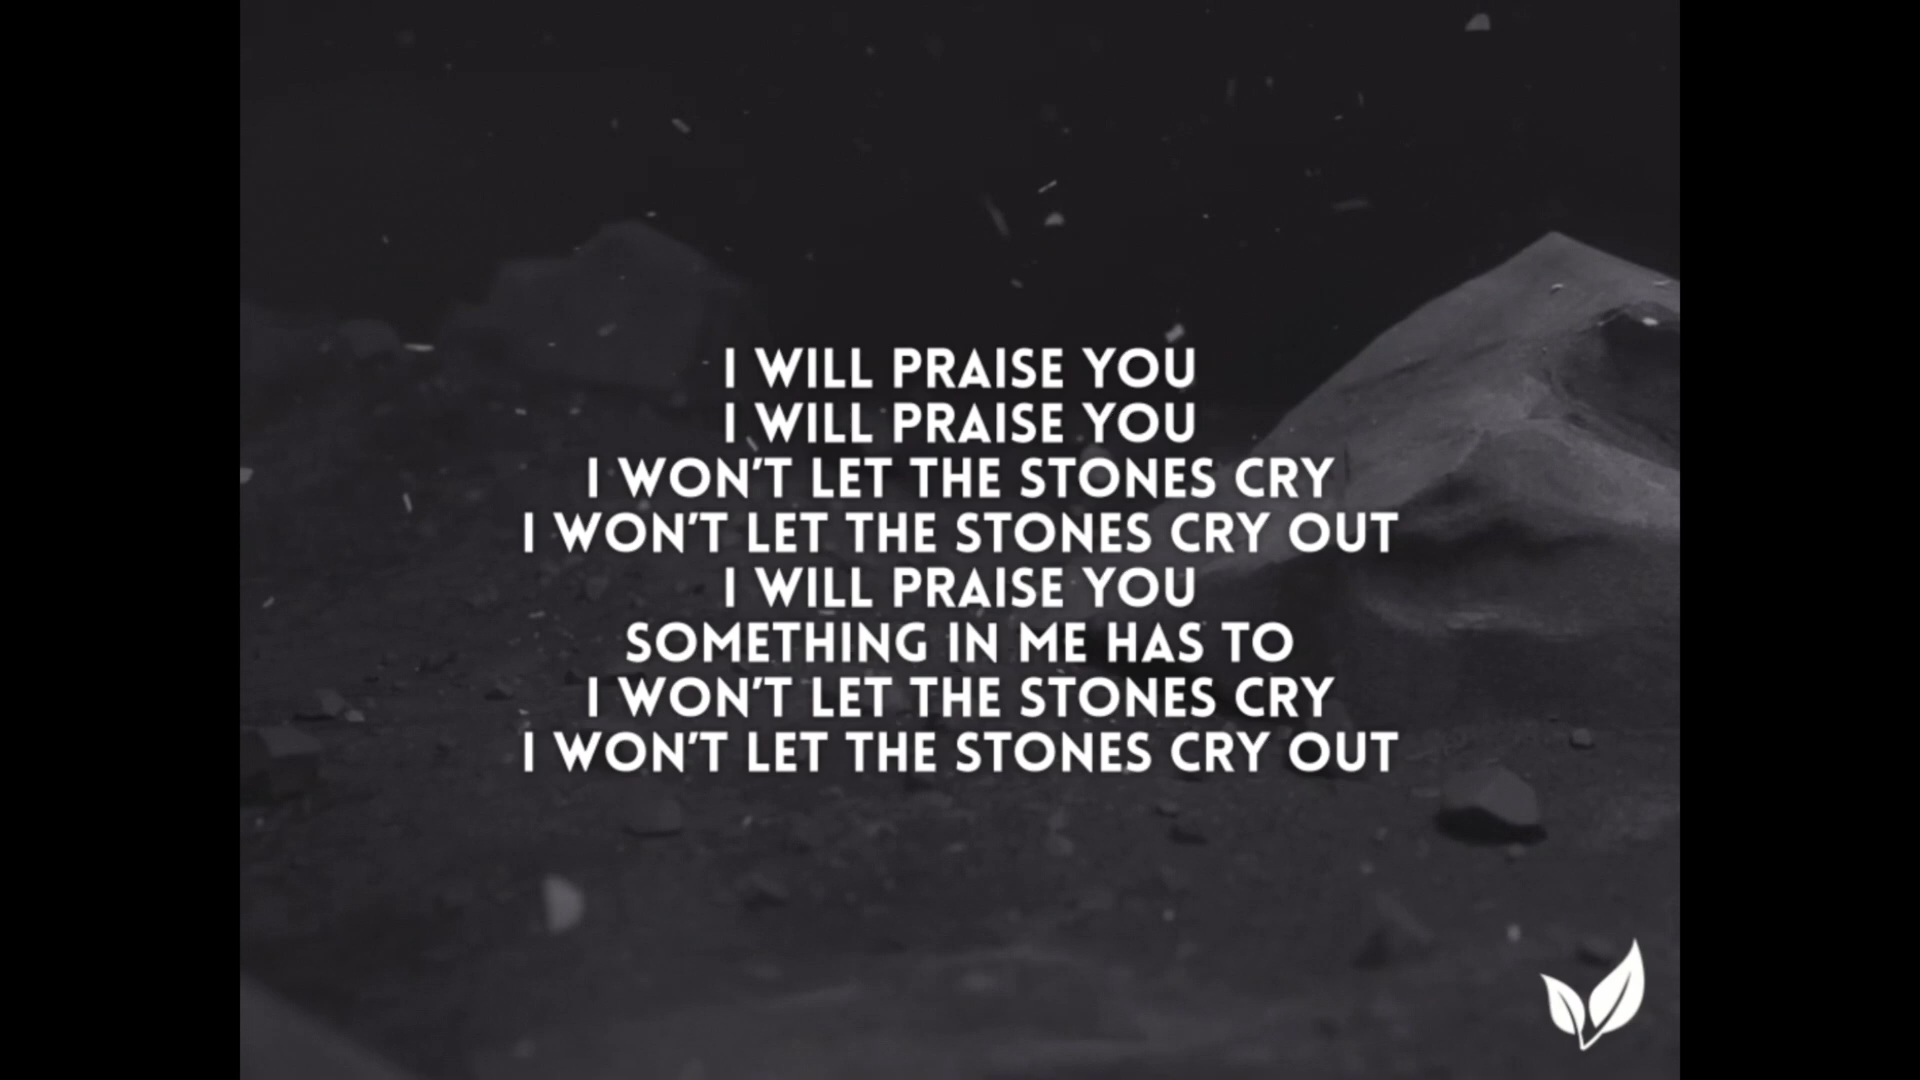 I WILL PRAISE YOU
I WILL PRAISE YOU
I WON'T LET THE STONES CRY
I WON'T LET THE STONES CRY OUT
I WILL PRAISE YOU
SOMETHING IN ME HAS TO
I WON'T LET THE STONES CRY
I WON'T LET THE STONES CRY OUT